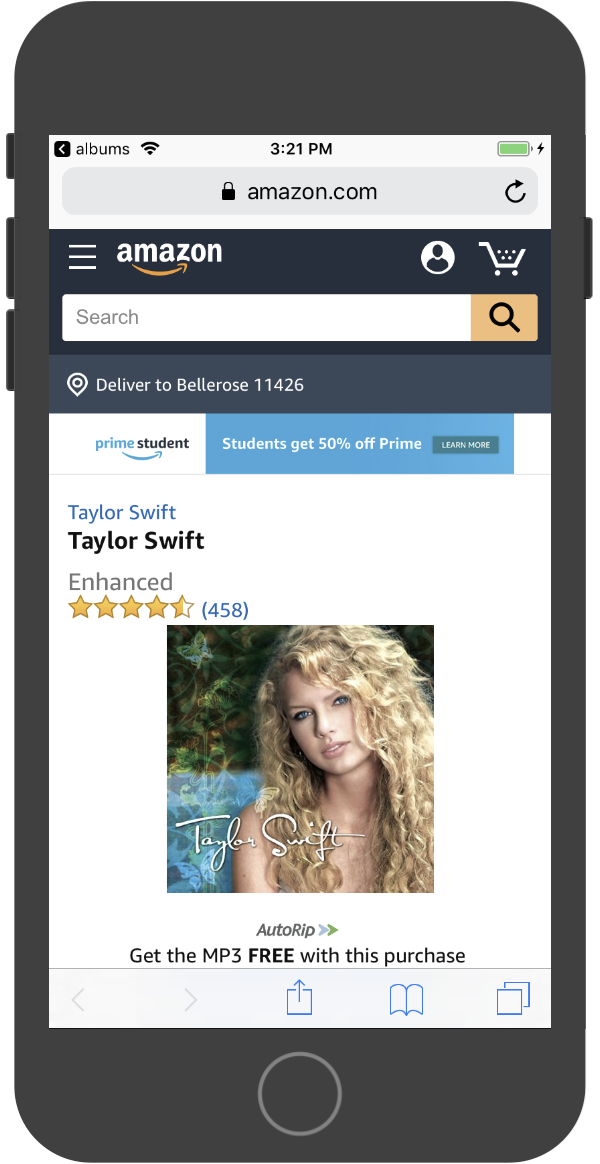 albums
3:21 PM
amazon.com
amazon
Search
Deliver to Bellerose 11426
prime student
Students get 50% off Prime
LEARN MORE
Taylor Swift
Taylor Swift
Enhanced
(458)
Taylor Swift
AutoRip
Get the MP3 FREE with this purchase